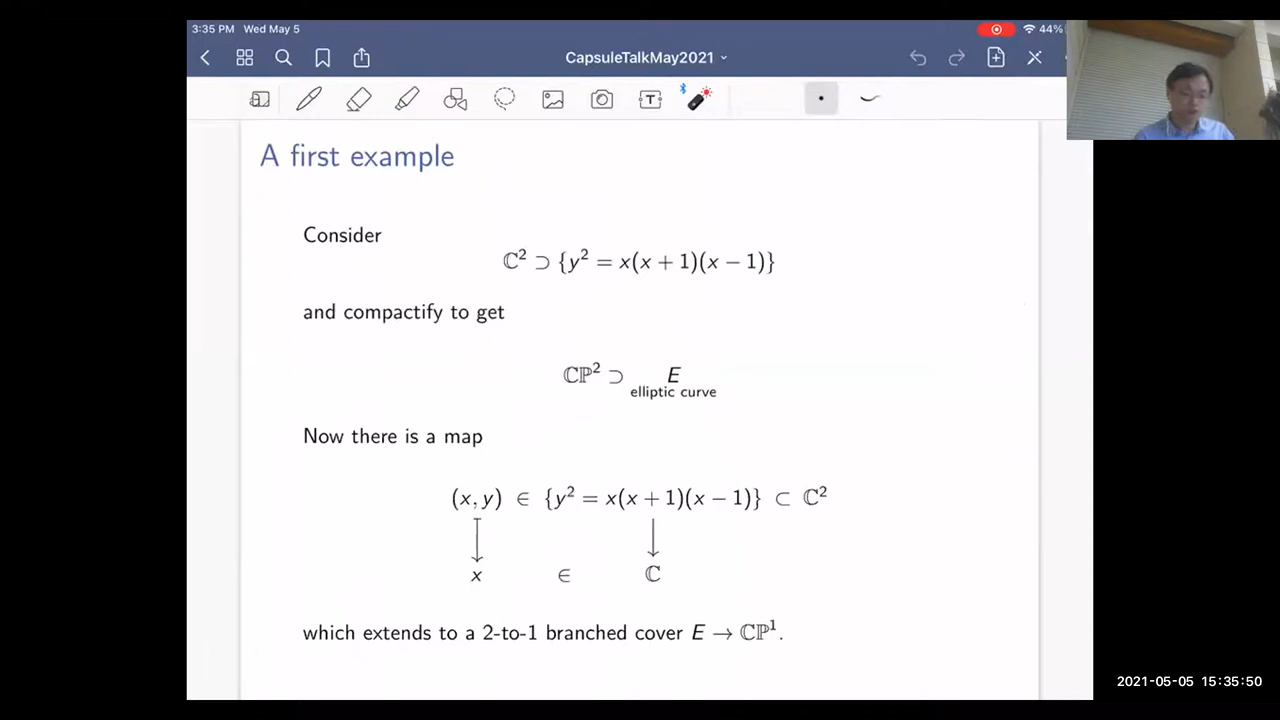 3:35 PM Wed May 5
44%
CapsuleTalkMay2021
T
A first example
Consider
ℂ² ⊃ {y² = x(x + 1)(x − 1)}
and compactify to get
ℂℙ² ⊃ E
elliptic curve
Now there is a map
(x, y) ∈ {y² = x(x + 1)(x − 1)} ⊂ ℂ²
x ∈ ℂ
which extends to a 2-to-1 branched cover E → ℂℙ¹.
2021-05-05 15:35:50